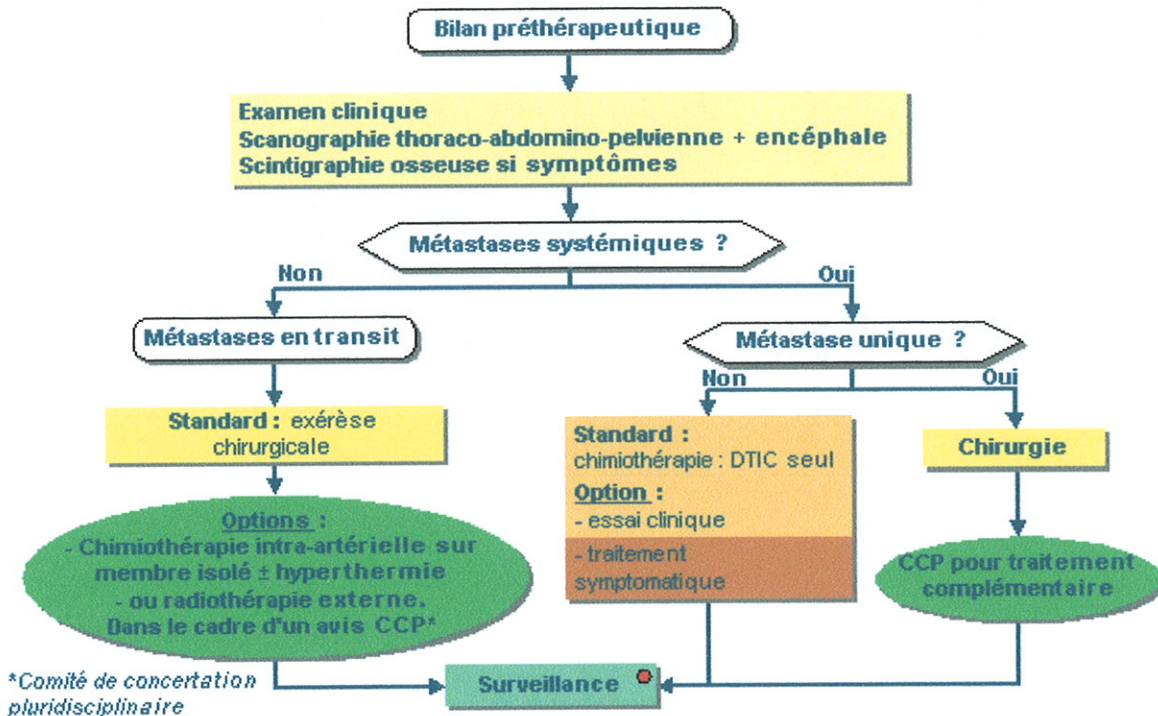 Bilan préthérapeutique
Examen clinique
Scanographie thoraco-abdomino-pelvienne + encéphale
Scintigraphie osseuse si symptômes
Métastases systémiques ?
Non
Oui
Métastases en transit
Métastase unique ?
Non
Oui
Standard : exérèse
chirurgicale
Standard :
chimiothérapie : DTIC seul
Option :
- essai clinique
- traitement
symptomatique
Chirurgie
Options :
- Chimiothérapie intra-artérielle sur
membre isolé ± hyperthermie
- ou radiothérapie externe.
Dans le cadre d'un avis CCP*
CCP pour traitement
complémentaire
Surveillance
*Comité de concertation
pluridisciplinaire